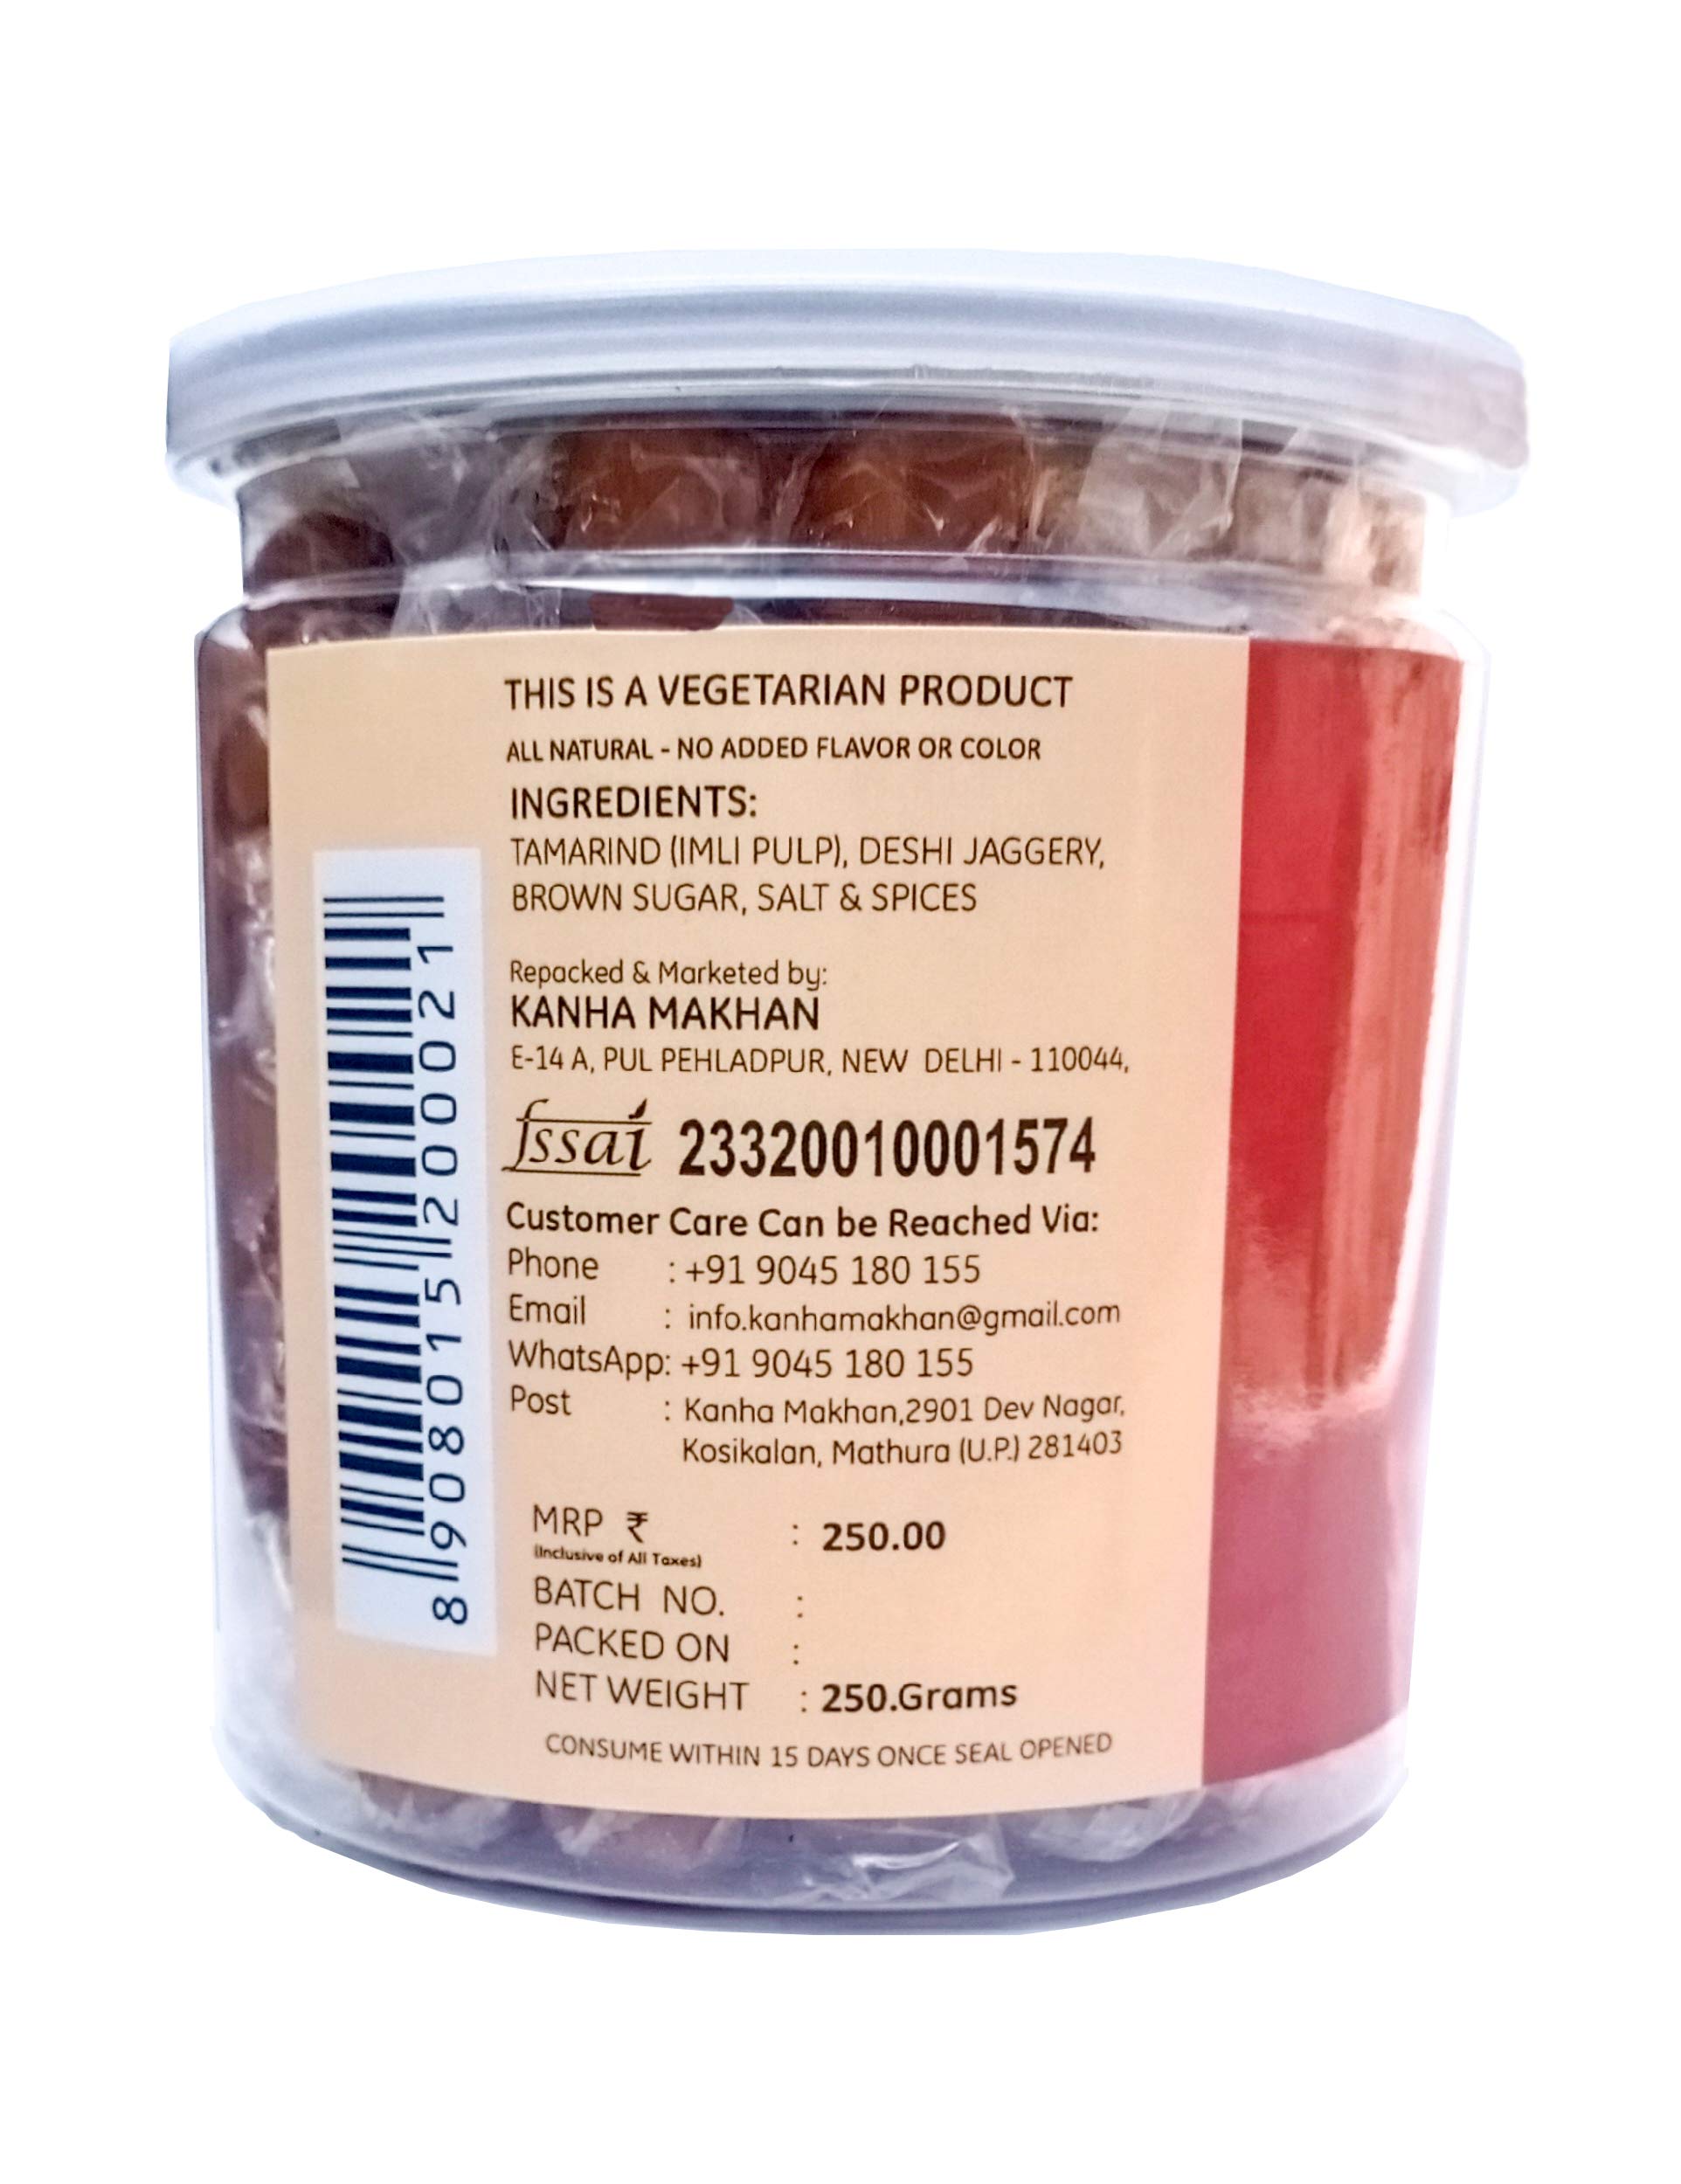 THIS IS A VEGETARIAN PRODUCT
ALL NATURAL - NO ADDED FLAVOR OR COLOR
INGREDIENTS:
TAMARIND (IMLI PULP), DESHI JAGGERY,
BROWN SUGAR, SALT & SPICES
Repacked & Marketed by:
KANHA MAKHAN
E-14 A, PUL PEHLADPUR, NEW DELHI - 110044,
fssai 23320010001574
Customer Care Can be Reached Via:
Phone : +91 9045 180 155
Email : info.kanhamakhan@gmail.com
WhatsApp: +91 9045 180 155
Post : Kanha Makhan,2901 Dev Nagar,
Kosikalan, Mathura (U.P.) 281403
MRP ₹ : 250.00
(Inclusive of All Taxes)
BATCH NO. :
PACKED ON :
NET WEIGHT : 250.Grams
CONSUME WITHIN 15 DAYS ONCE SEAL OPENED
8908015200021